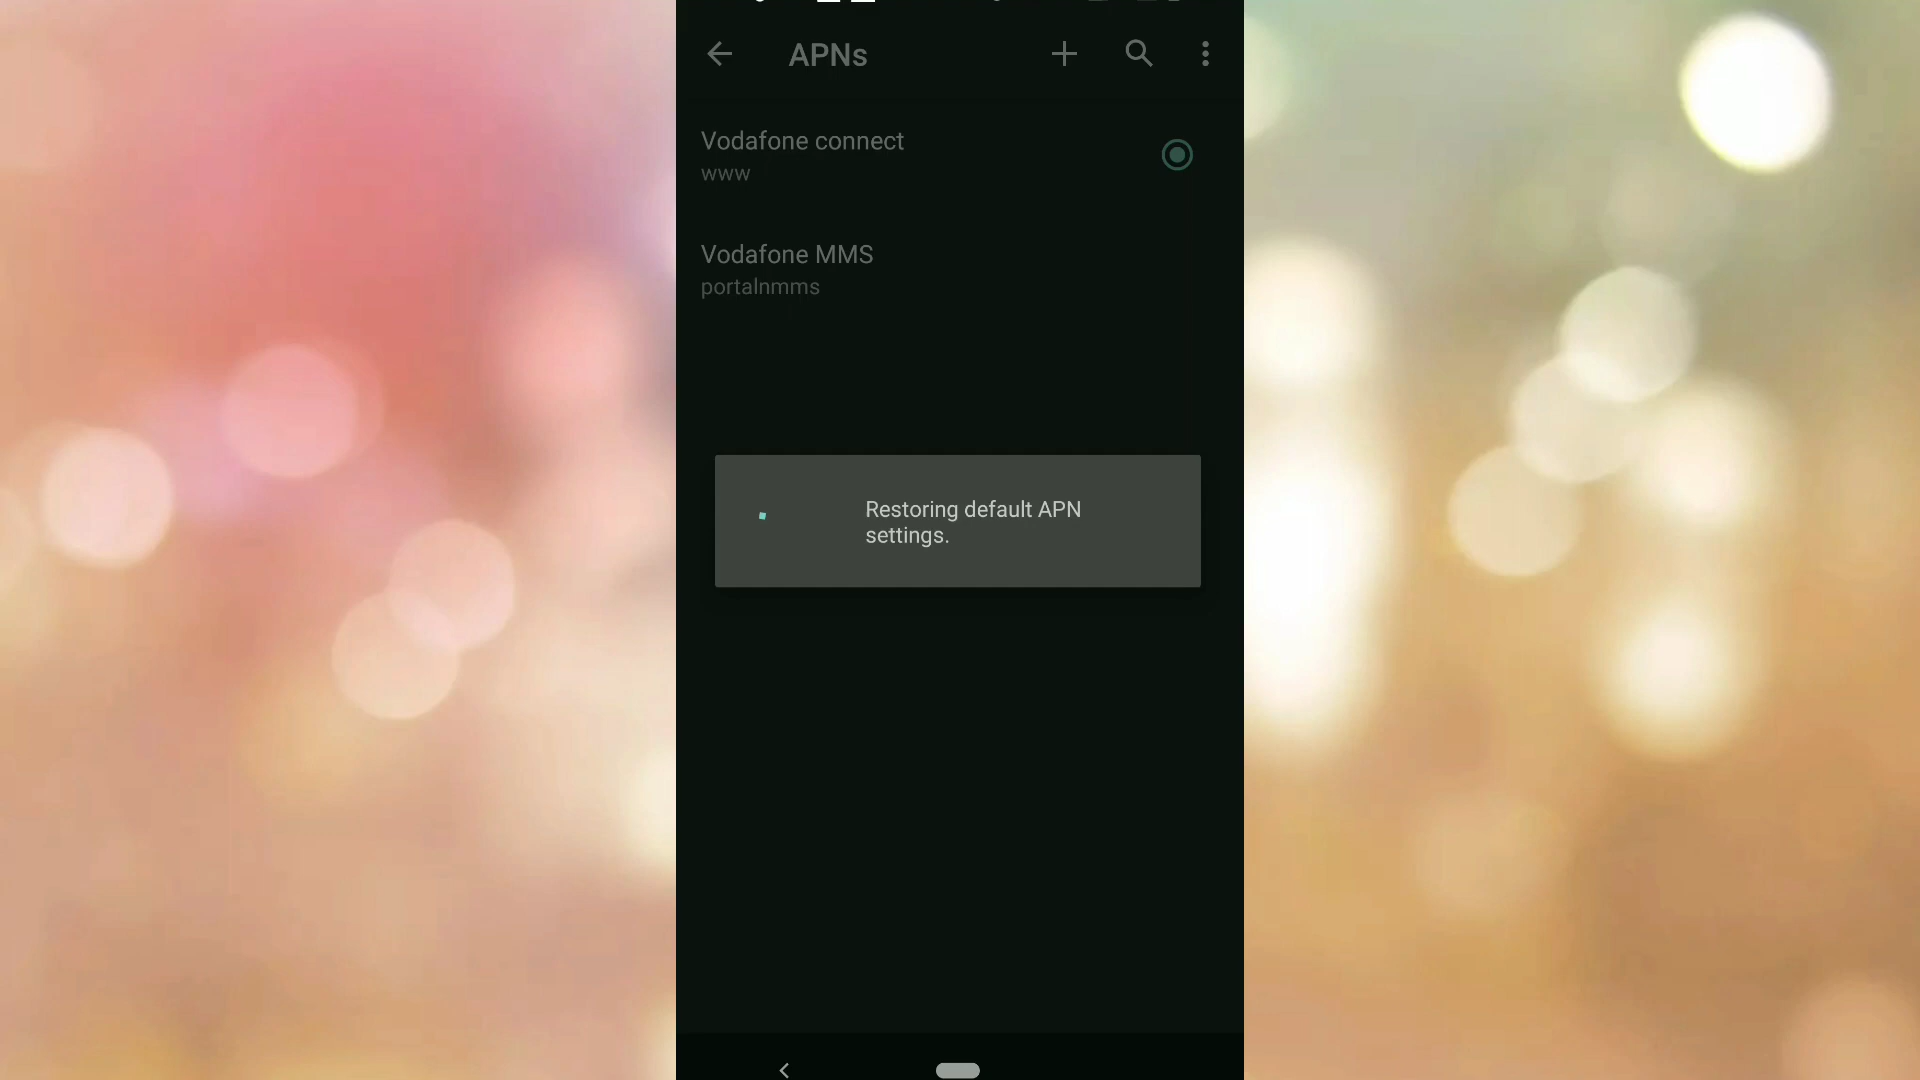 APNs
Vodafone connect
www
Vodafone MMS
portalnmms
Restoring default APN
settings.